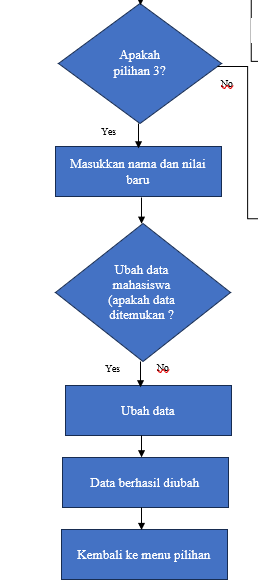 Apakah
pilihan 3?
No
Yes
Masukkan nama dan nilai
baru
Ubah data
mahasiswa
(apakah data
ditemukan ?
Yes
No
Ubah data
Data berhasil diubah
Kembali ke menu pilihan